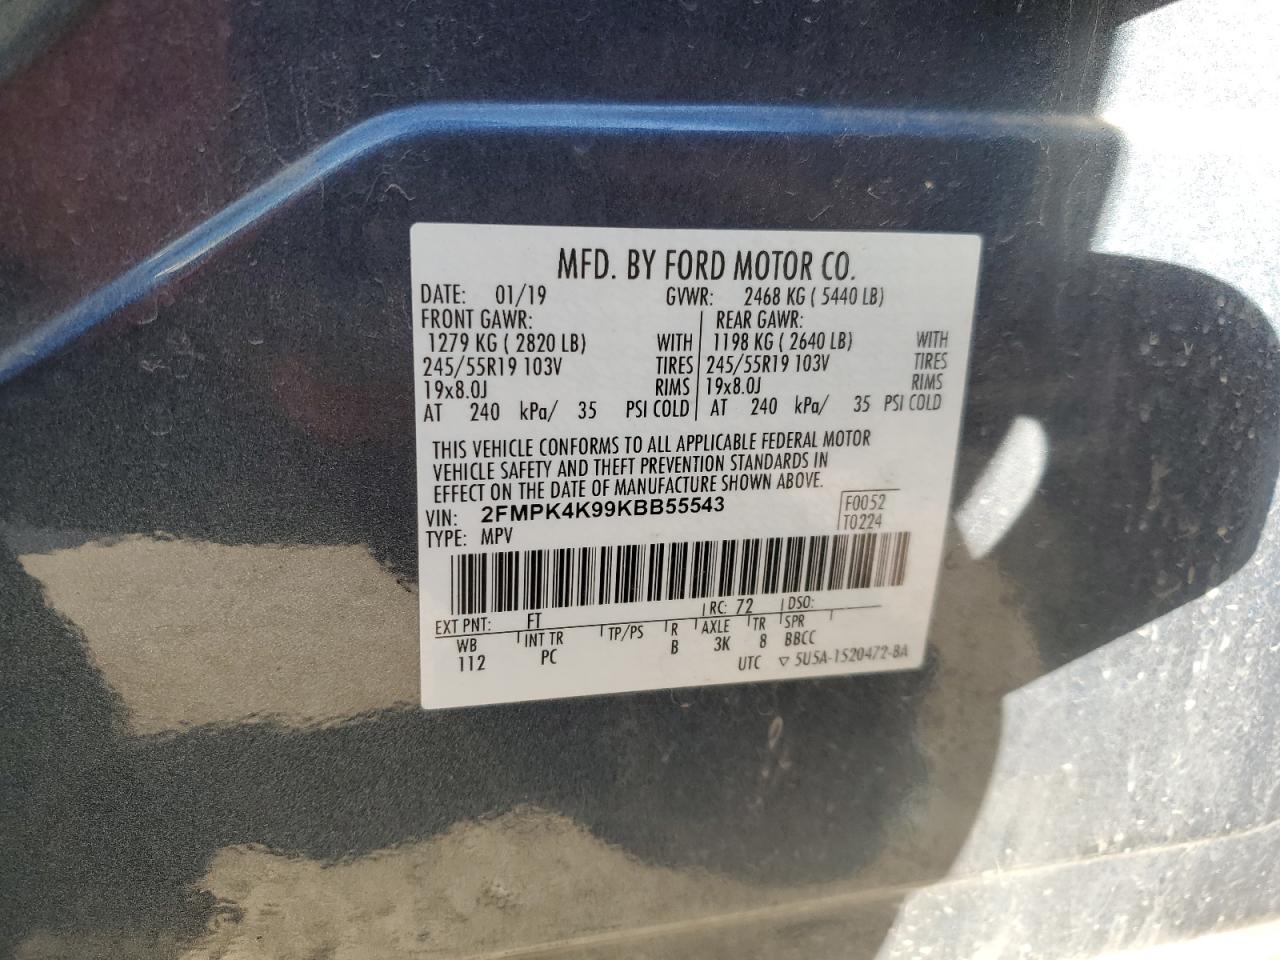 MFD. BY FORD MOTOR CO.
DATE: 01/19 GVWR: 2468 KG ( 5440 LB)
FRONT GAWR: REAR GAWR:
1279 KG ( 2820 LB) WITH 1198 KG ( 2640 LB) WITH
245/55R19 103V TIRES 245/55R19 103V TIRES
19x8.0J RIMS 19x8.0J RIMS
AT 240 kPa/ 35 PSI COLD AT 240 kPa/ 35 PSI COLD
THIS VEHICLE CONFORMS TO ALL APPLICABLE FEDERAL MOTOR
VEHICLE SAFETY AND THEFT PREVENTION STANDARDS IN
EFFECT ON THE DATE OF MANUFACTURE SHOWN ABOVE.
VIN: 2FMPK4K99KBB55543 F0052
TYPE: MPV T0224
EXT PNT: FT RC: 72 DSO:
WB INT TR TP/PS R AXLE TR SPR
112 PC B 3K 8 BBCC
UTC ▽ 5U5A-1520472-BA